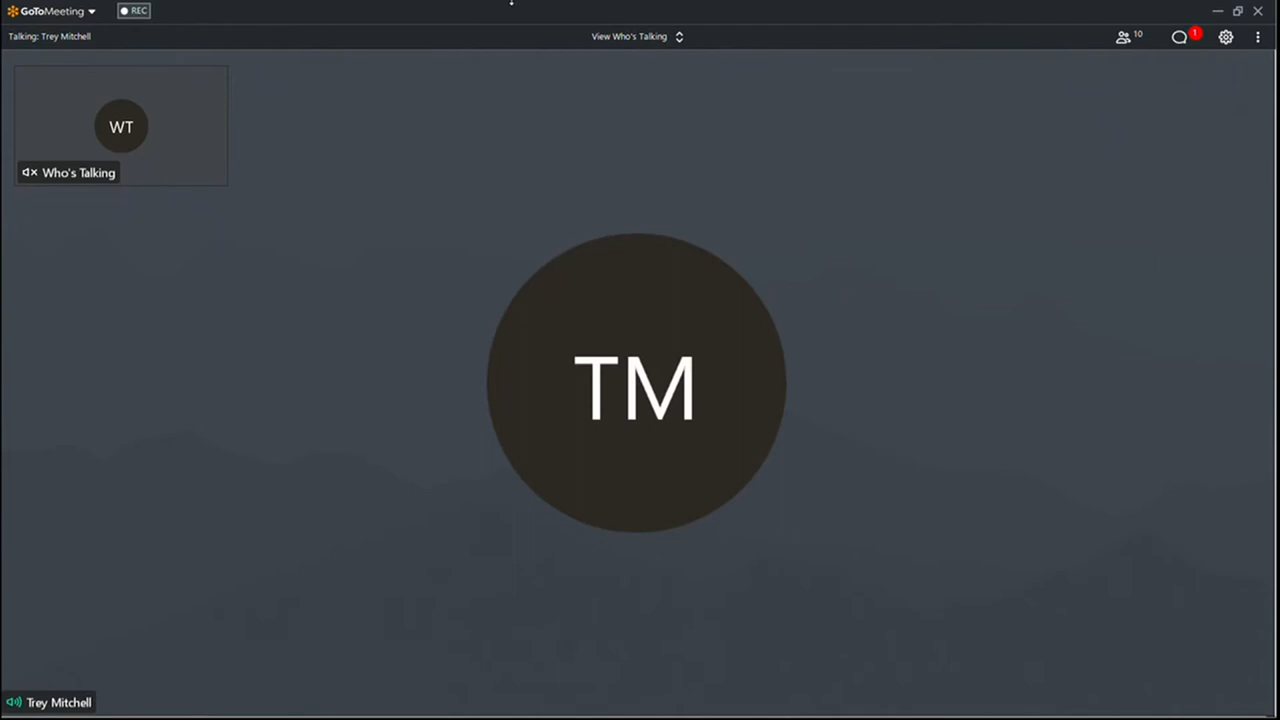 GoToMeeting
REC
Talking: Trey Mitchell
View Who's Talking
10
1
WT
Who's Talking
TM
Trey Mitchell